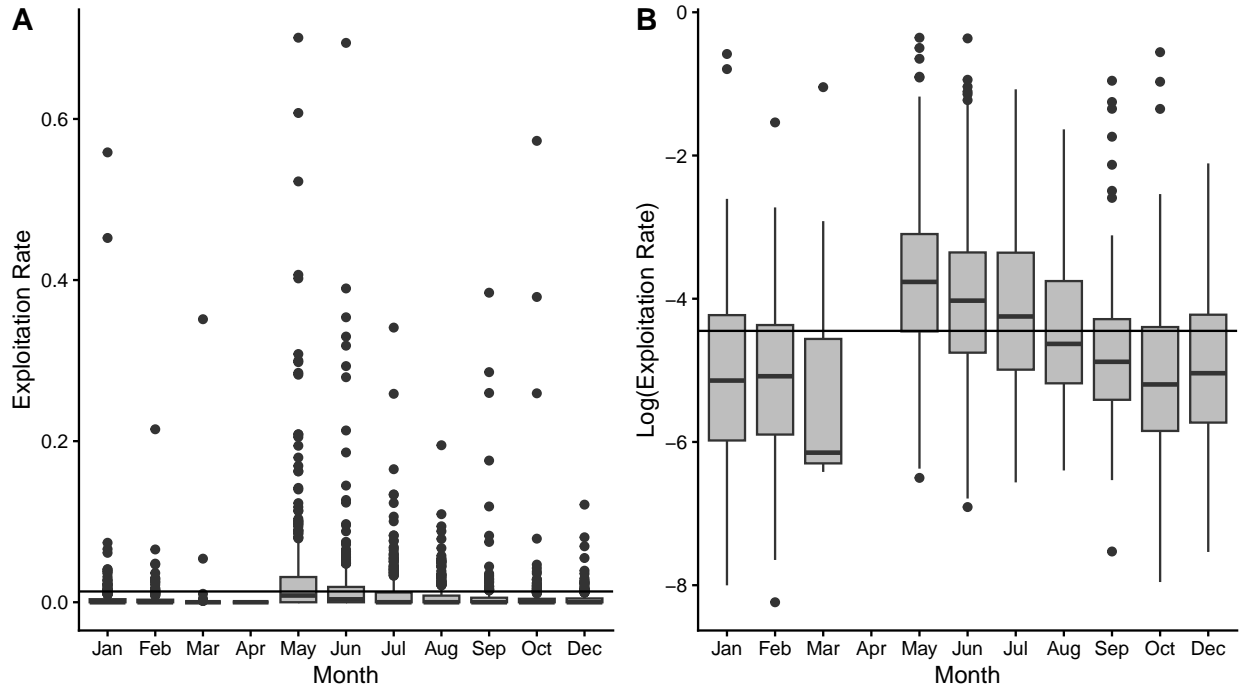 A
Exploitation Rate
0.6
0.4
0.2
0.0
Jan Feb Mar Apr May Jun Jul Aug Sep Oct Dec
Month
B
Log(Exploitation Rate)
0
−2
−4
−6
−8
Jan Feb Mar Apr May Jun Jul Aug Sep Oct Dec
Month